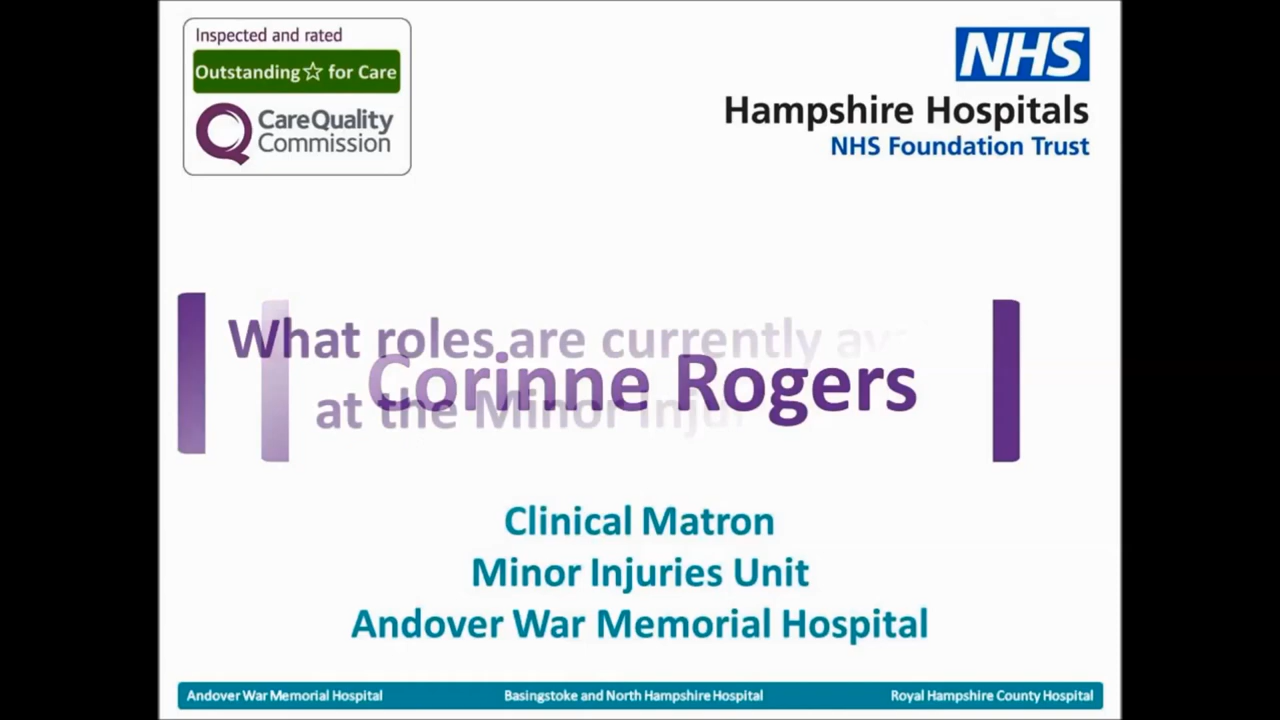 Inspected and rated
Outstanding☆ for Care
CareQuality
Commission
NHS
Hampshire Hospitals
NHS Foundation Trust
What roles are currently
at the Minor
Corinne Rogers
Clinical Matron
Minor Injuries Unit
Andover War Memorial Hospital
Andover War Memorial Hospital
Basingstoke and North Hampshire Hospital
Royal Hampshire County Hospital